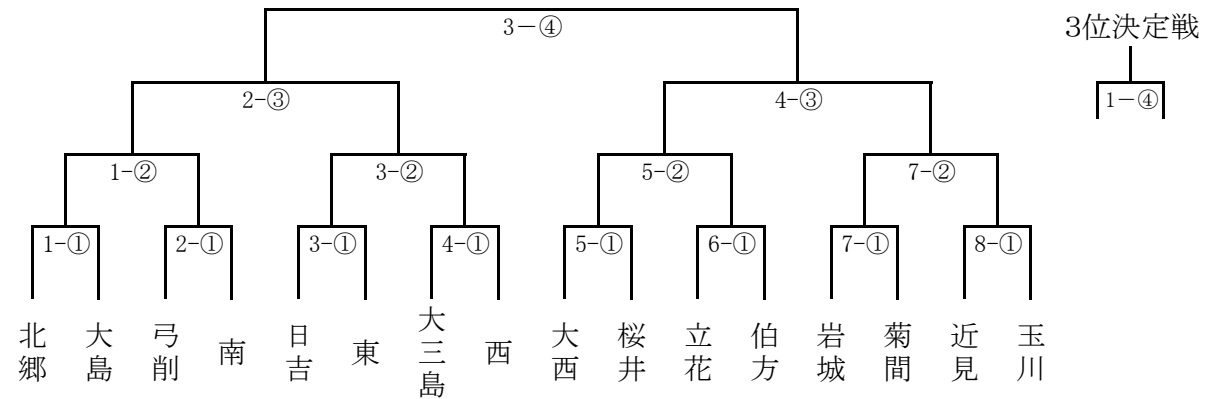 3－④
3位決定戦
2-③
4-③
1－④
1-②
3-②
5-②
7-②
1-①
2-①
3-①
4-①
5-①
6-①
7-①
8-①
北郷
大島
弓削
南
日吉
東
大三島
西
大西
桜井
立花
伯方
岩城
菊間
近見
玉川